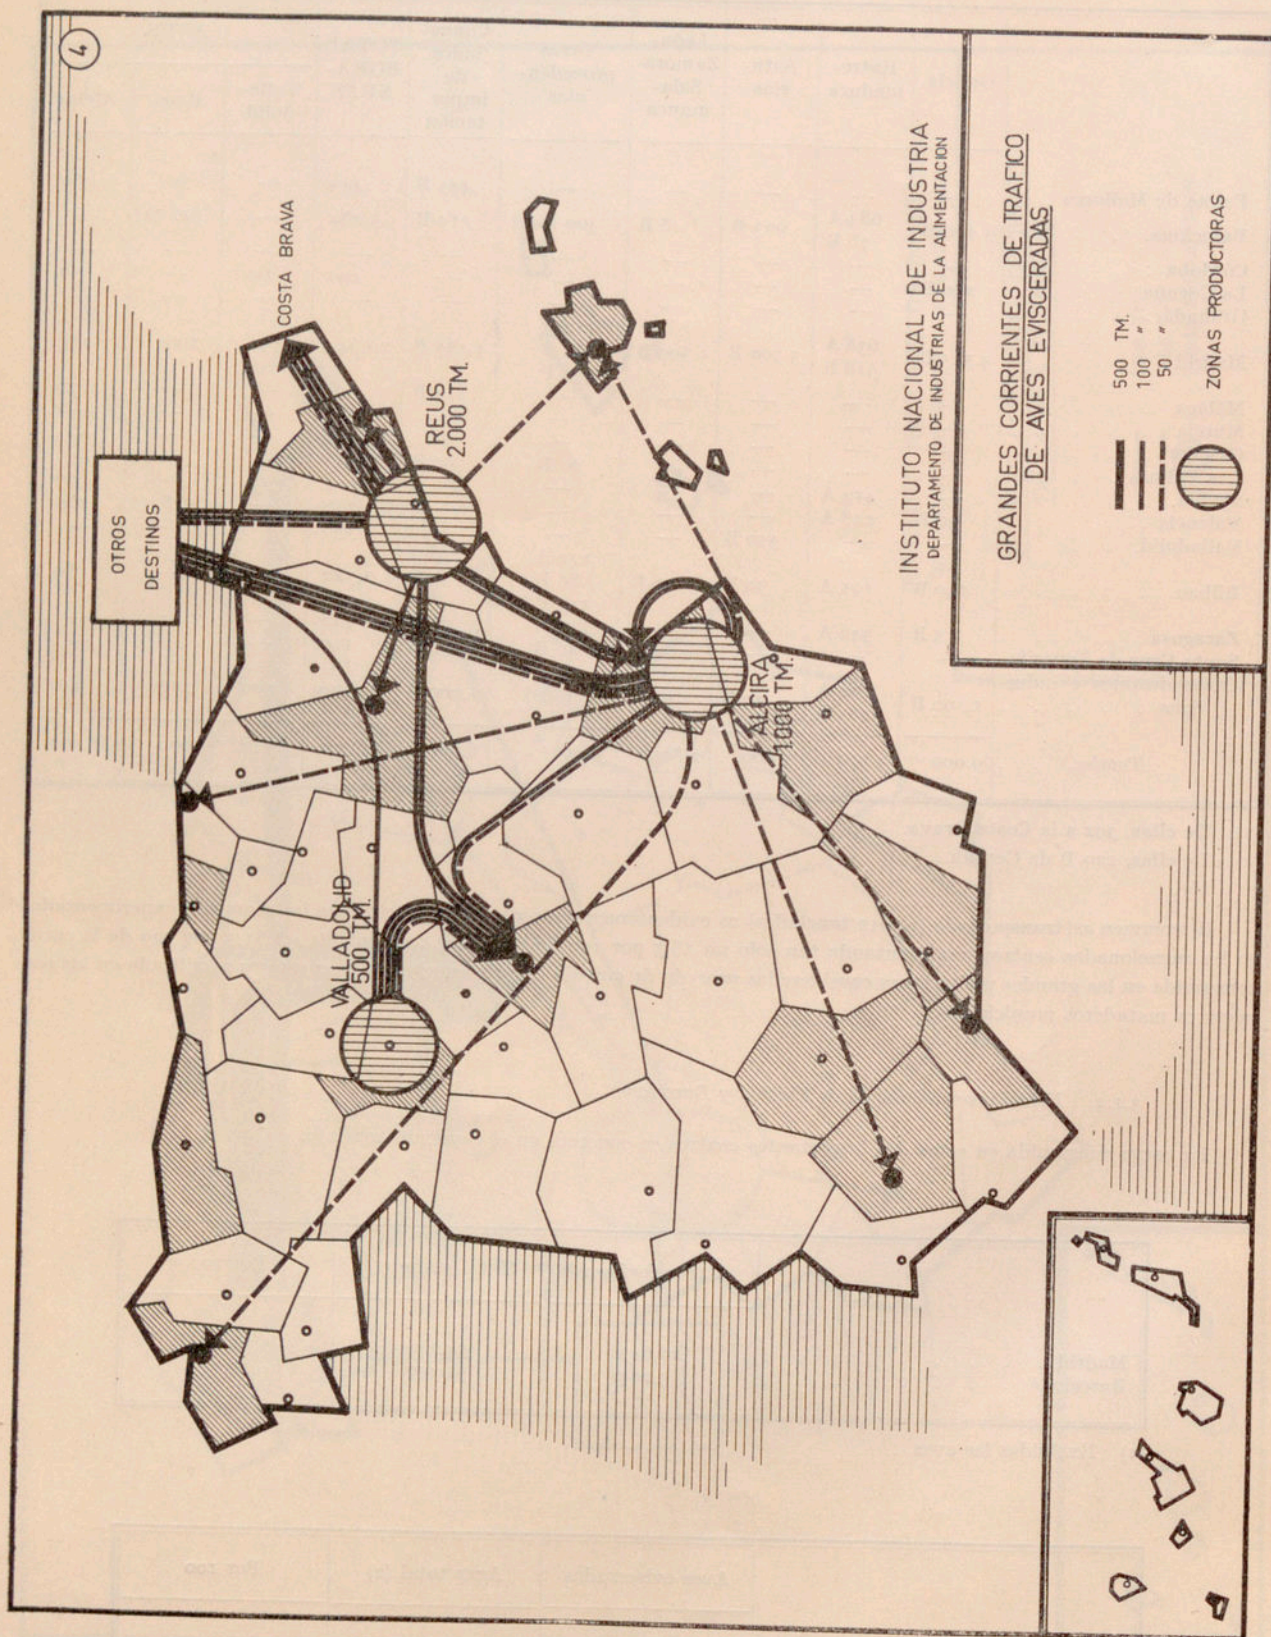 4
COSTA BRAVA
OTROS
DESTINOS
REUS
2.000 TM.
VALLADOLID
500 TM.
ALCIRA
1.000 TM.
INSTITUTO NACIONAL DE INDUSTRIA
DEPARTAMENTO DE INDUSTRIAS DE LA ALIMENTACION
GRANDES CORRIENTES DE TRAFICO
DE AVES EVISCERADAS
500 TM.
100 "
50 "
ZONAS PRODUCTORAS